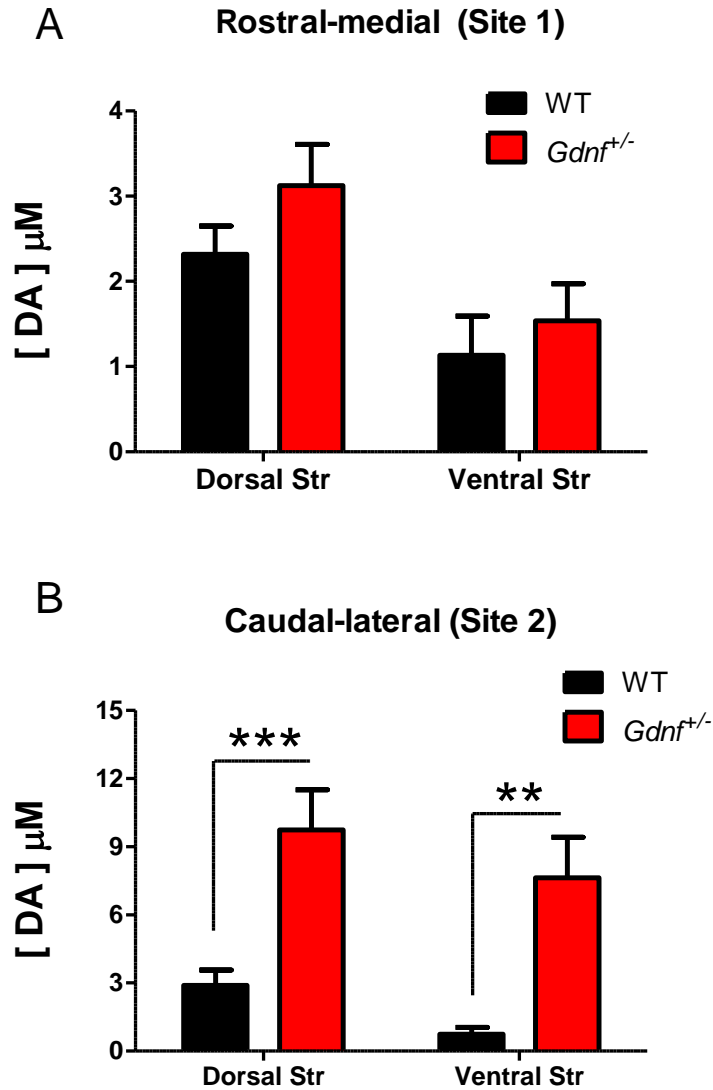 A
Rostral-medial (Site 1)
WT
Gdnf+/-
[ DA ] µM
4
3
2
1
0
Dorsal Str
Ventral Str
B
Caudal-lateral (Site 2)
WT
Gdnf+/-
[ DA ] µM
15
12
9
6
3
0
***
**
Dorsal Str
Ventral Str